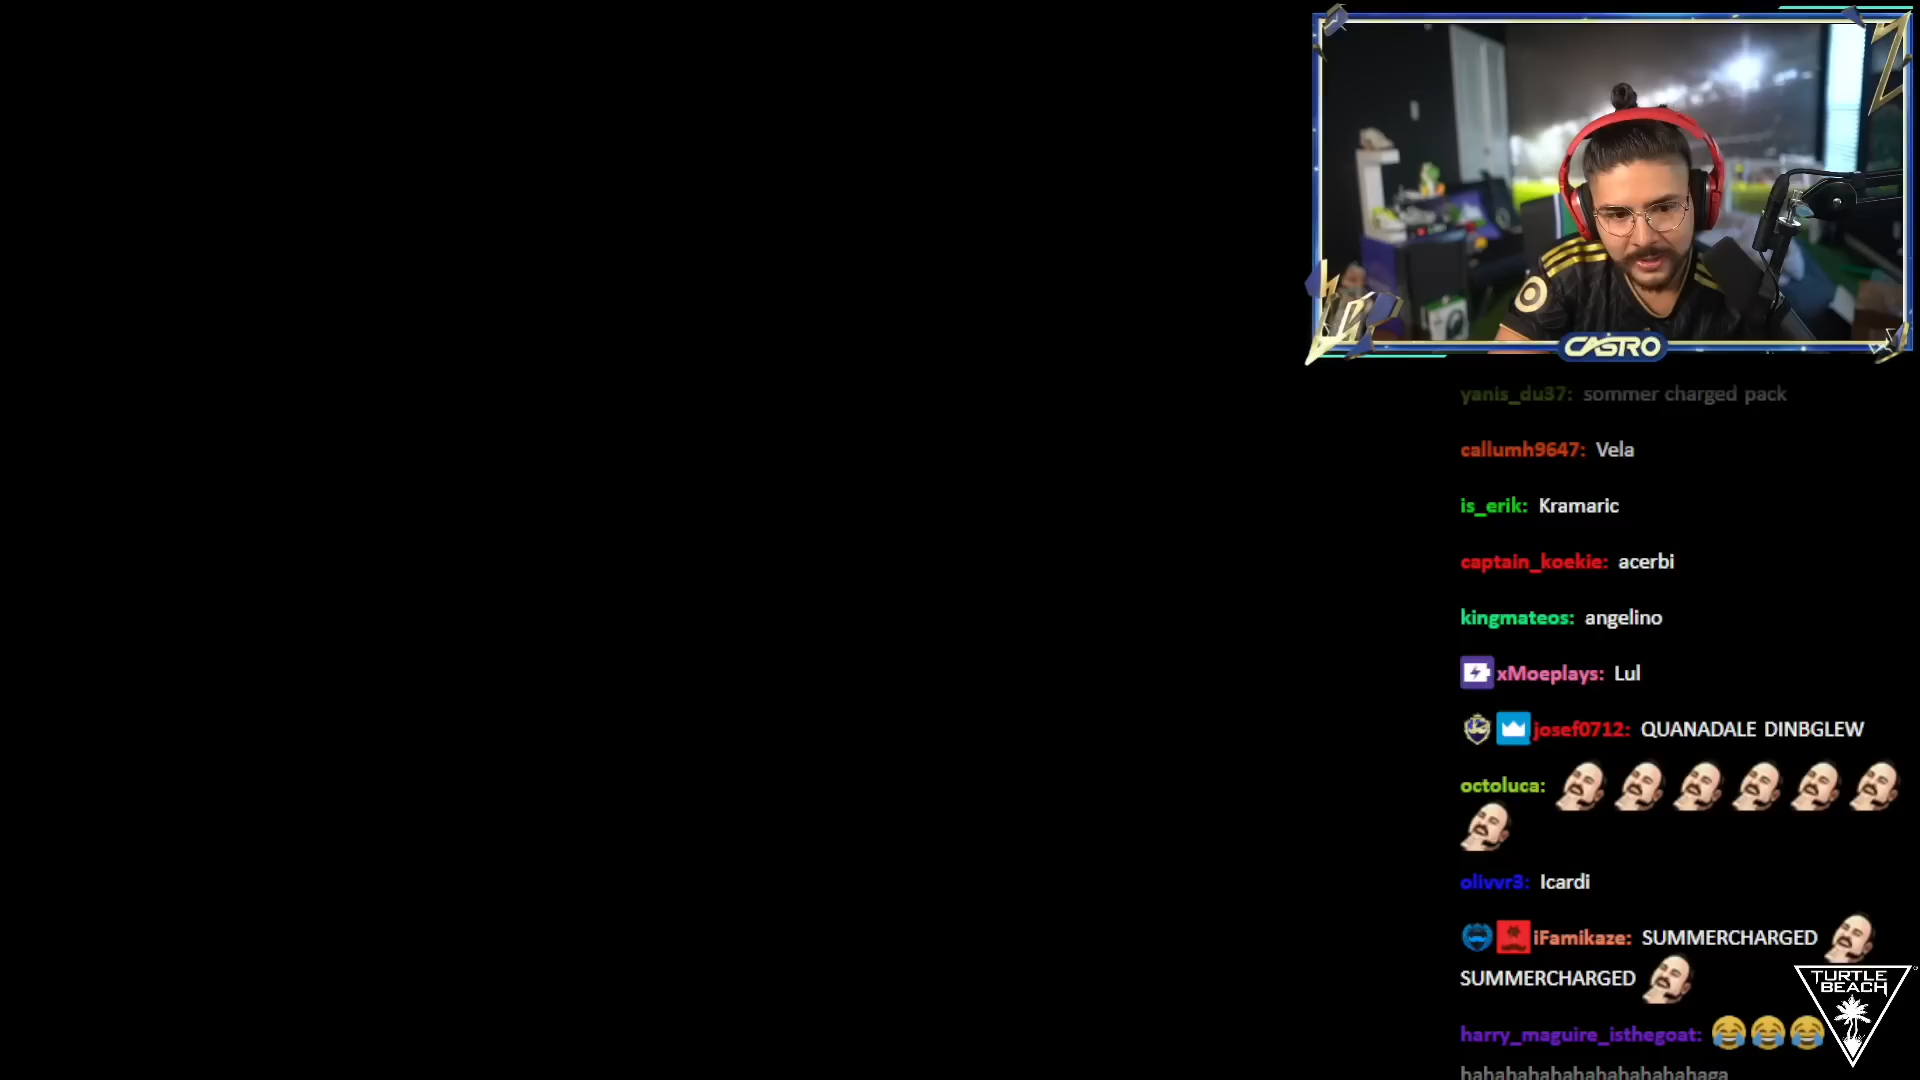 CASTRO
yanis_du37: sommer charged pack
callumh9647: Vela
is_erik: Kramaric
captain_koekie: acerbi
kingmateos: angelino
xMoeplays: Lul
josef0712: QUANADALE DINBGLEW
octoluca:
olivvr3: Icardi
iFamikaze: SUMMERCHARGED
SUMMERCHARGED
TURTLE
BEACH
harry_maguire_isthegoat: 😂😂😂
hahahahahahahahahahahaga